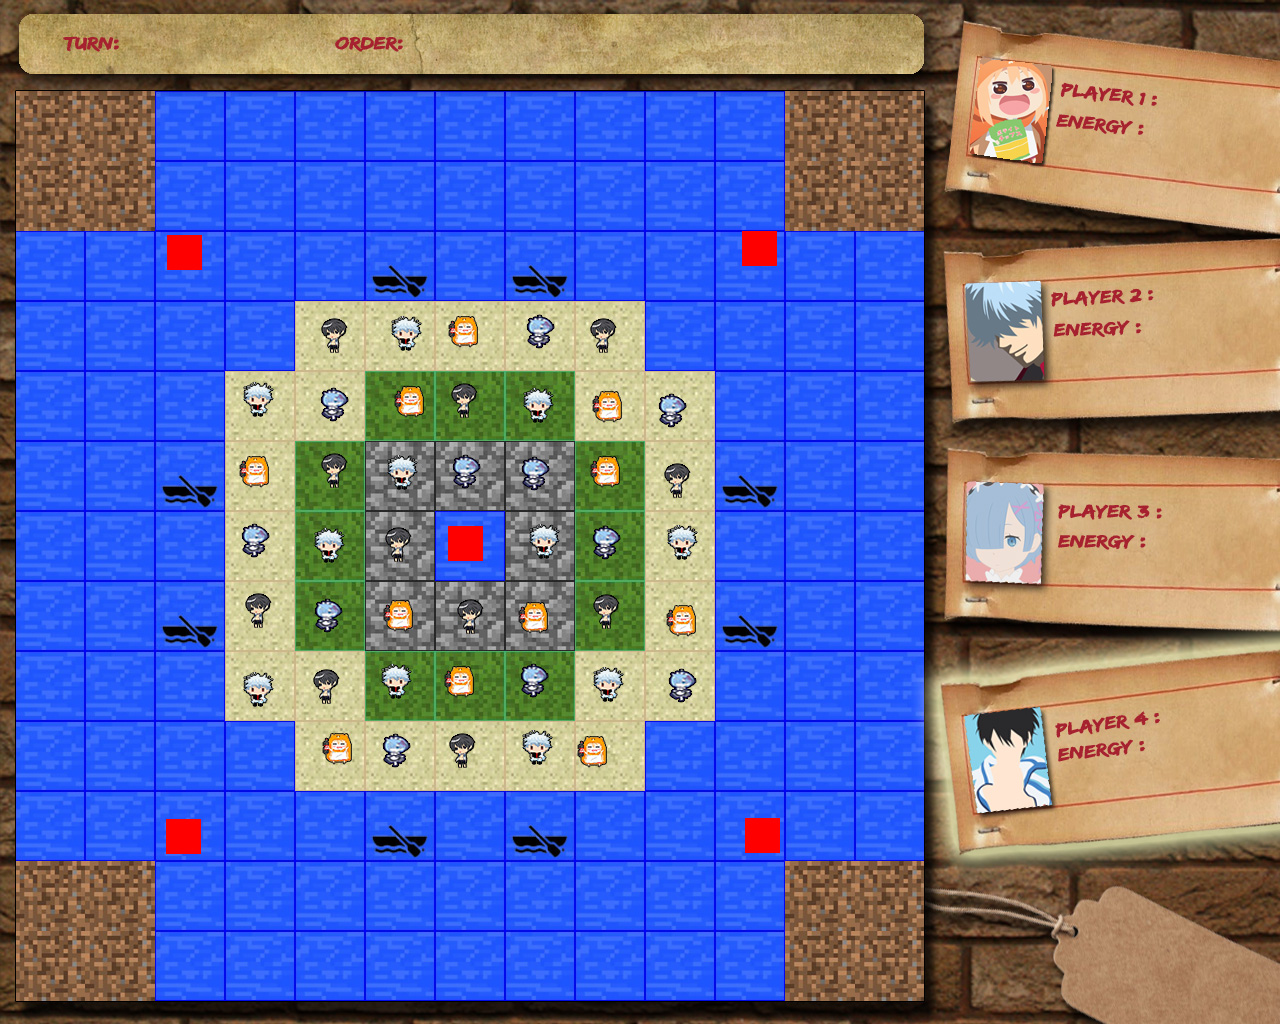 TURN:
ORDER:
PLAYER 1 :
ENERGY :
PLAYER 2 :
ENERGY :
PLAYER 3 :
ENERGY :
PLAYER 4 :
ENERGY :